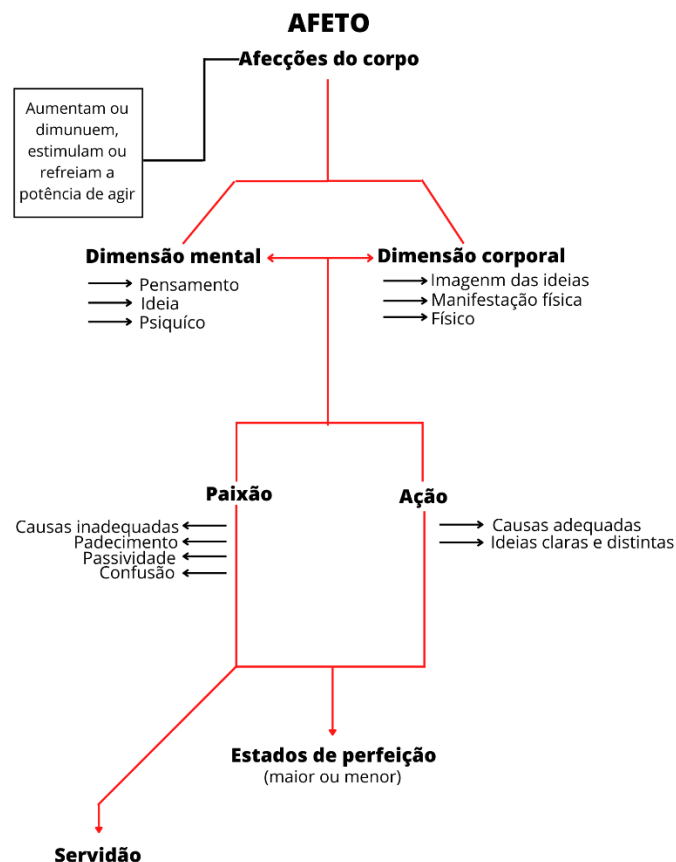 AFETO
Afecções do corpo
Aumentam ou
dimunuem,
estimulam ou
refreiam a
potência de agir
Dimensão mental
Pensamento
Ideia
Psiquíco
Dimensão corporal
Imagenm das ideias
Manifestação física
Físico
Paixão
Causas inadequadas
Padecimento
Passividade
Confusão
Ação
Causas adequadas
Ideias claras e distintas
Estados de perfeição
(maior ou menor)
Servidão